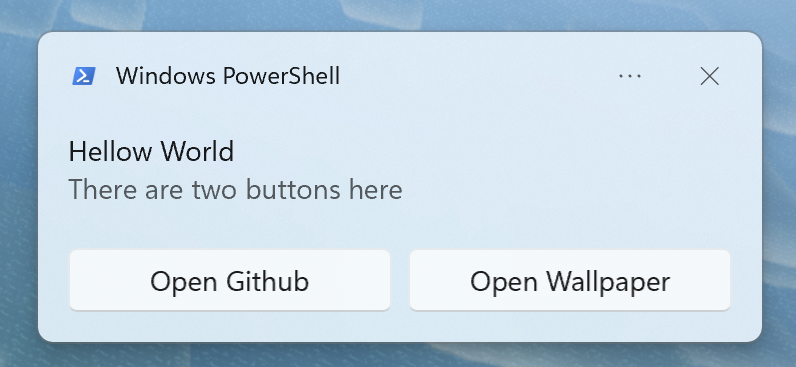 Windows PowerShell
Hellow World
There are two buttons here
Open Github
Open Wallpaper